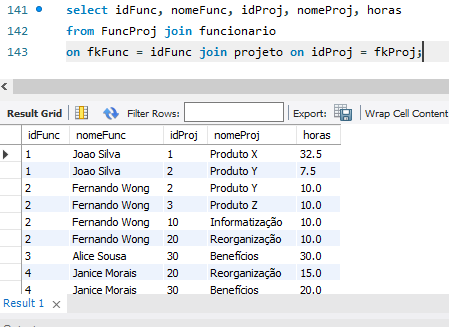 141 select idFunc, nomeFunc, idProj, nomeProj, horas
142 from FuncProj join funcionario
143 on fkFunc = idFunc join projeto on idProj = fkProj;
Result Grid Filter Rows: Export: Wrap Cell Content
idFunc nomeFunc idProj nomeProj horas
1 Joao Silva 1 Produto X 32.5
1 Joao Silva 2 Produto Y 7.5
2 Fernando Wong 2 Produto Y 10.0
2 Fernando Wong 3 Produto Z 10.0
2 Fernando Wong 10 Informatização 10.0
2 Fernando Wong 20 Reorganização 10.0
3 Alice Sousa 30 Benefícios 30.0
4 Janice Morais 20 Reorganização 15.0
4 Janice Morais 30 Benefícios 20.0
Result 1